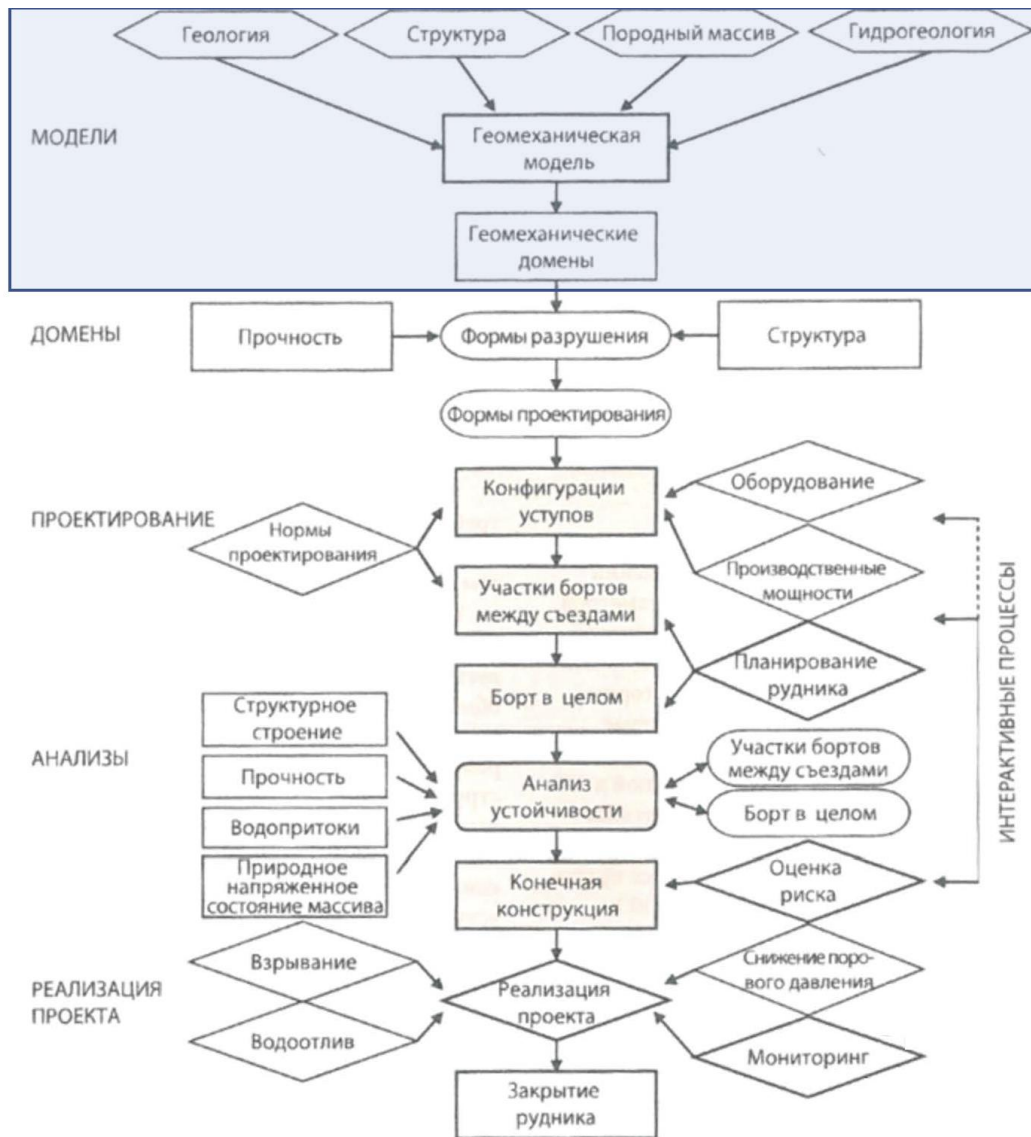 Геология
Структура
Породный массив
Гидрогеология
МОДЕЛИ
Геомеханическая
модель
Геомеханические
домены
ДОМЕНЫ
Прочность
Формы разрушения
Структура
Формы проектирования
ПРОЕКТИРОВАНИЕ
Нормы
проектирования
Конфигурации
уступов
Оборудование
Производственные
мощности
Участки бортов
между съездами
Планирование
рудника
Борт в целом
ИНТЕРАКТИВНЫЕ ПРОЦЕССЫ
АНАЛИЗЫ
Структурное
строение
Прочность
Водопритоки
Природное
напряженное
состояние массива
Анализ
устойчивости
Участки бортов
между съездами
Борт в целом
Конечная
конструкция
Оценка
риска
РЕАЛИЗАЦИЯ
ПРОЕКТА
Взрывание
Водоотлив
Реализация
проекта
Снижение поро-
вого давления
Мониторинг
Закрытие
рудника